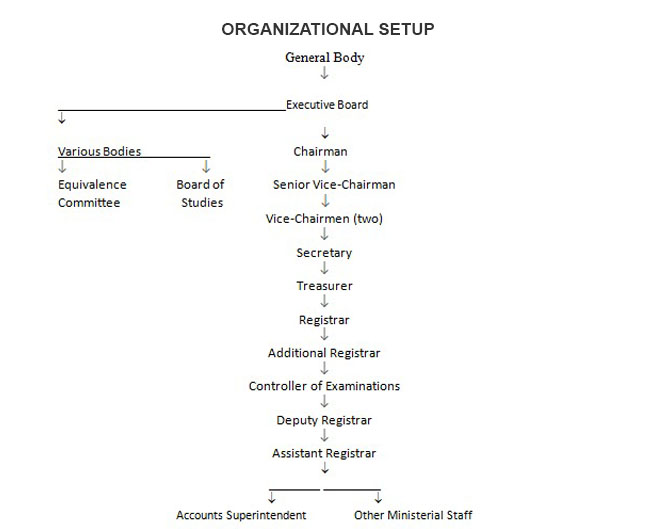 ORGANIZATIONAL SETUP
General Body
Executive Board
Various Bodies
Chairman
Equivalence
Committee
Board of
Studies
Senior Vice-Chairman
Vice-Chairmen (two)
Secretary
Treasurer
Registrar
Additional Registrar
Controller of Examinations
Deputy Registrar
Assistant Registrar
Accounts Superintendent
Other Ministerial Staff